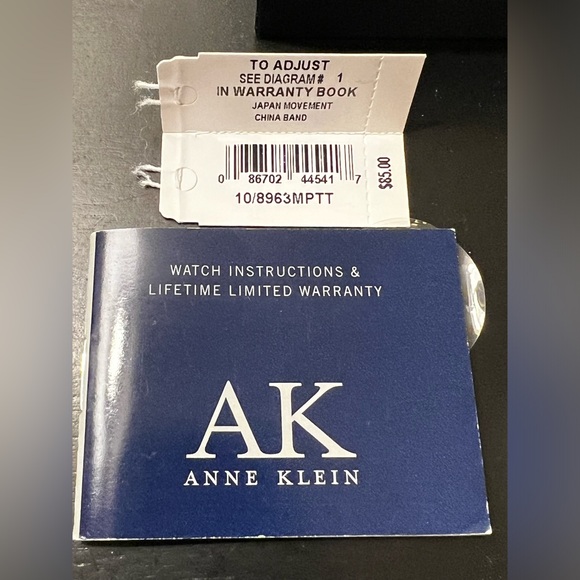 TO ADJUST
SEE DIAGRAM# 1
IN WARRANTY BOOK
JAPAN MOVEMENT
CHINA BAND
0 86702 44541 7
10/8963MPTT
$85.00
WATCH INSTRUCTIONS &
LIFETIME LIMITED WARRANTY
AK
ANNE KLEIN